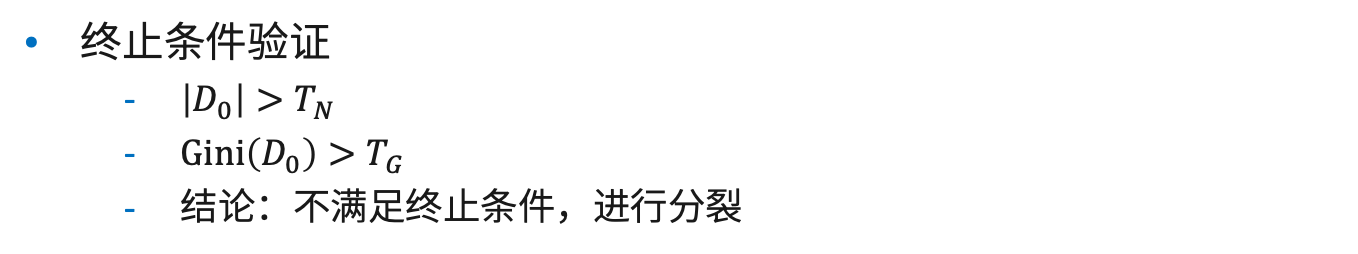 • 终止条件验证
- |D₀| > T_N
- Gini(D₀) > T_G
- 结论：不满足终止条件，进行分裂